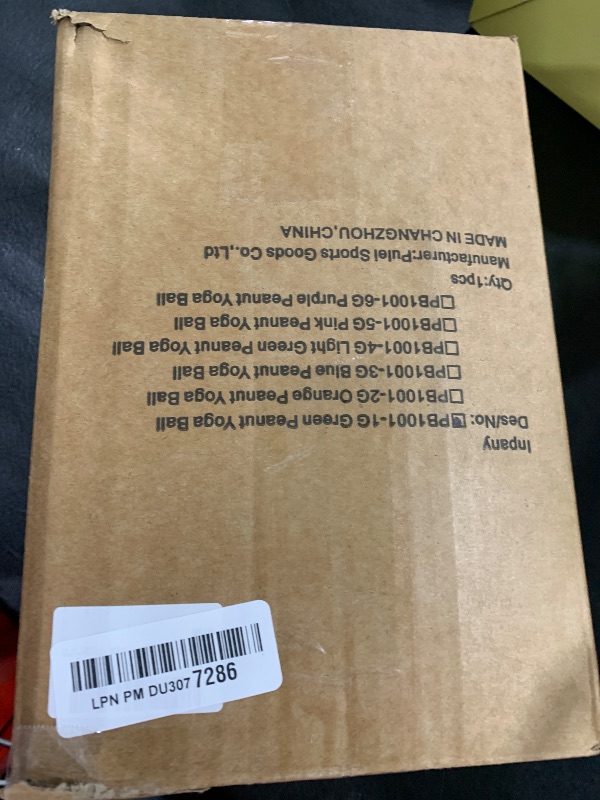 Inpany
Des/No: ☑PB1001-1G Green Peanut Yoga Ball
☐PB1001-2G Orange Peanut Yoga Ball
☐PB1001-3G Blue Peanut Yoga Ball
☐PB1001-4G Light Green Peanut Yoga Ball
☐PB1001-5G Pink Peanut Yoga Ball
☐PB1001-6G Purple Peanut Yoga Ball
Qty:1pcs
Manufacturer:Pulei Sports Goods Co.,Ltd
MADE IN CHANGZHOU,CHINA
LPN PM DU307 7286